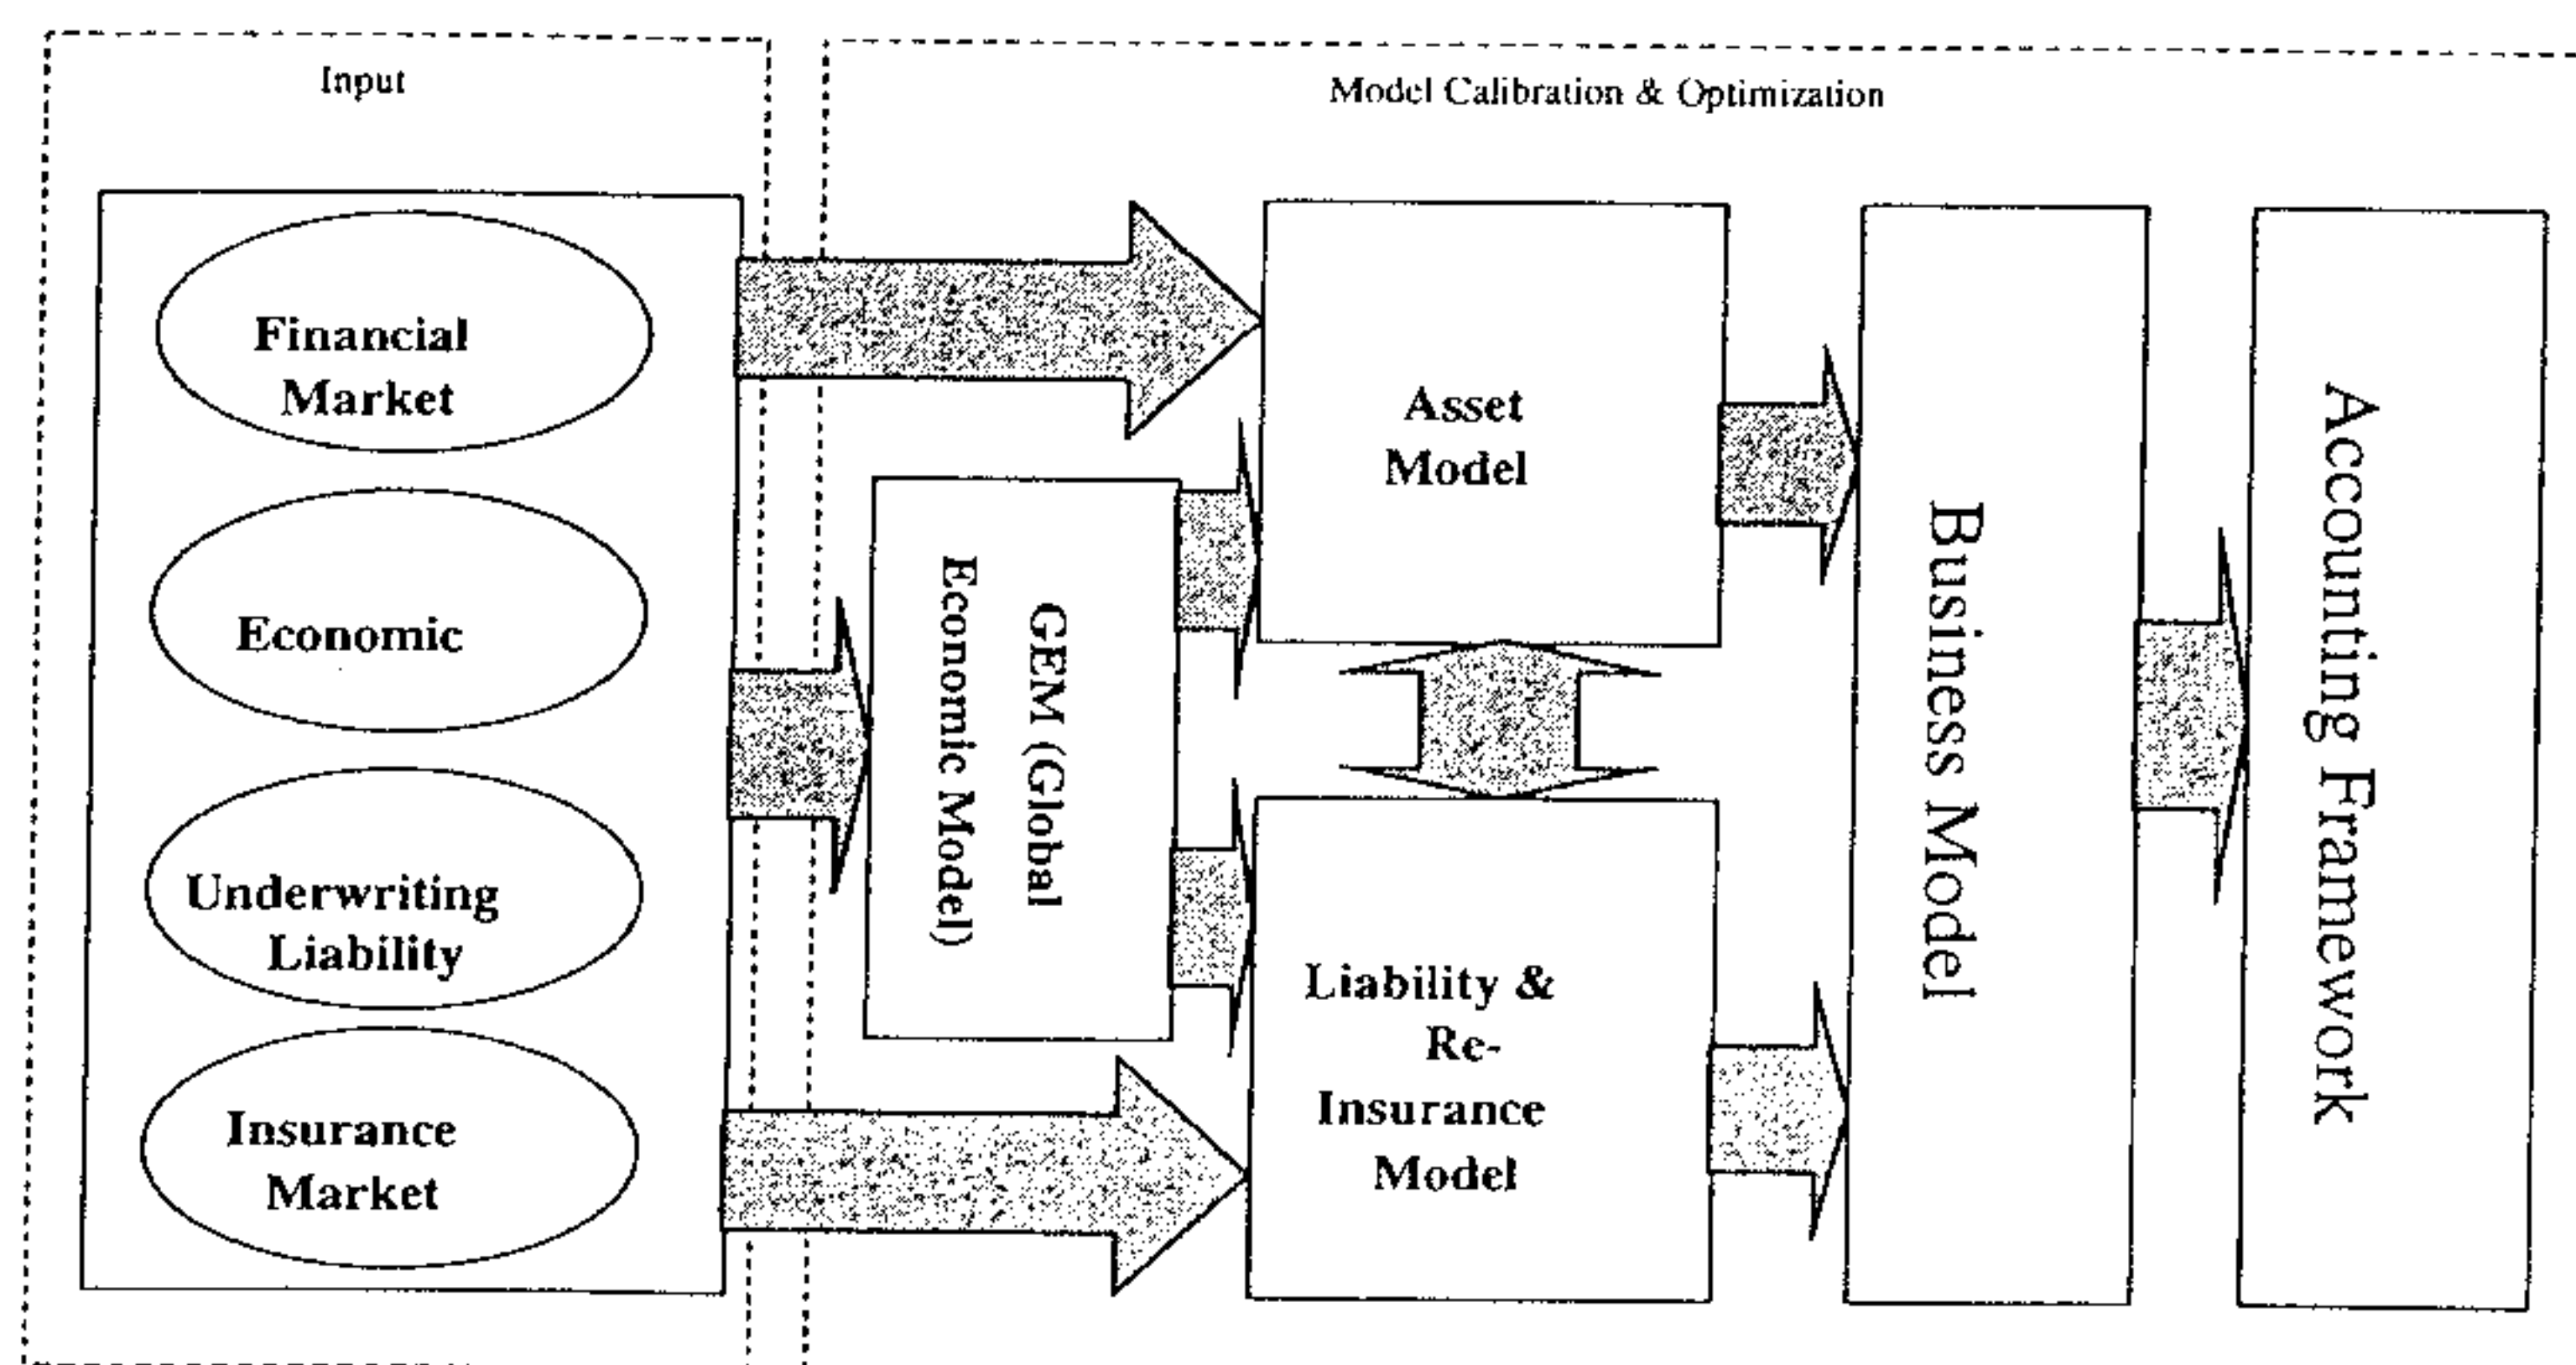 Input
Model Calibration & Optimization
Financial
Market
Economic
Underwriting
Liability
Insurance
Market
GEM (Global
Economic Model)
Asset
Model
Liability &
Re-
Insurance
Model
Business Model
Accounting Framework